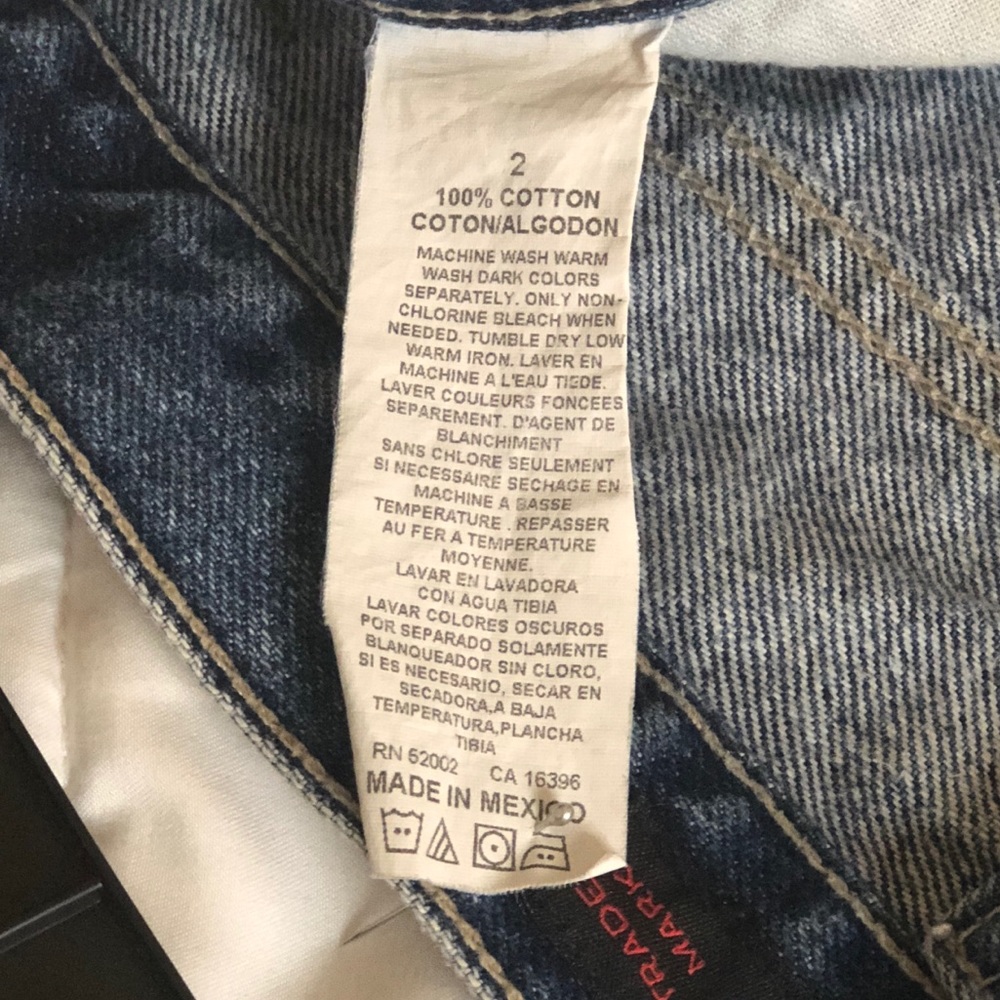 2
100% COTTON
COTON/ALGODON
MACHINE WASH WARM
WASH DARK COLORS
SEPARATELY. ONLY NON-
CHLORINE BLEACH WHEN
NEEDED. TUMBLE DRY LOW
WARM IRON. LAVER EN
MACHINE A L'EAU TIEDE.
LAVER COULEURS FONCEES
SEPAREMENT. D'AGENT DE
BLANCHIMENT
SANS CHLORE SEULEMENT
SI NECESSAIRE SECHAGE EN
MACHINE A BASSE
TEMPERATURE . REPASSER
AU FER A TEMPERATURE
MOYENNE.
LAVAR EN LAVADORA
CON AGUA TIBIA
LAVAR COLORES OSCUROS
POR SEPARADO SOLAMENTE
BLANQUEADOR SIN CLORO,
SI ES NECESARIO, SECAR EN
SECADORA,A BAJA
TEMPERATURA,PLANCHA
TIBIA
RN 52002 CA 16396
MADE IN MEXICO
TRADE
MARK